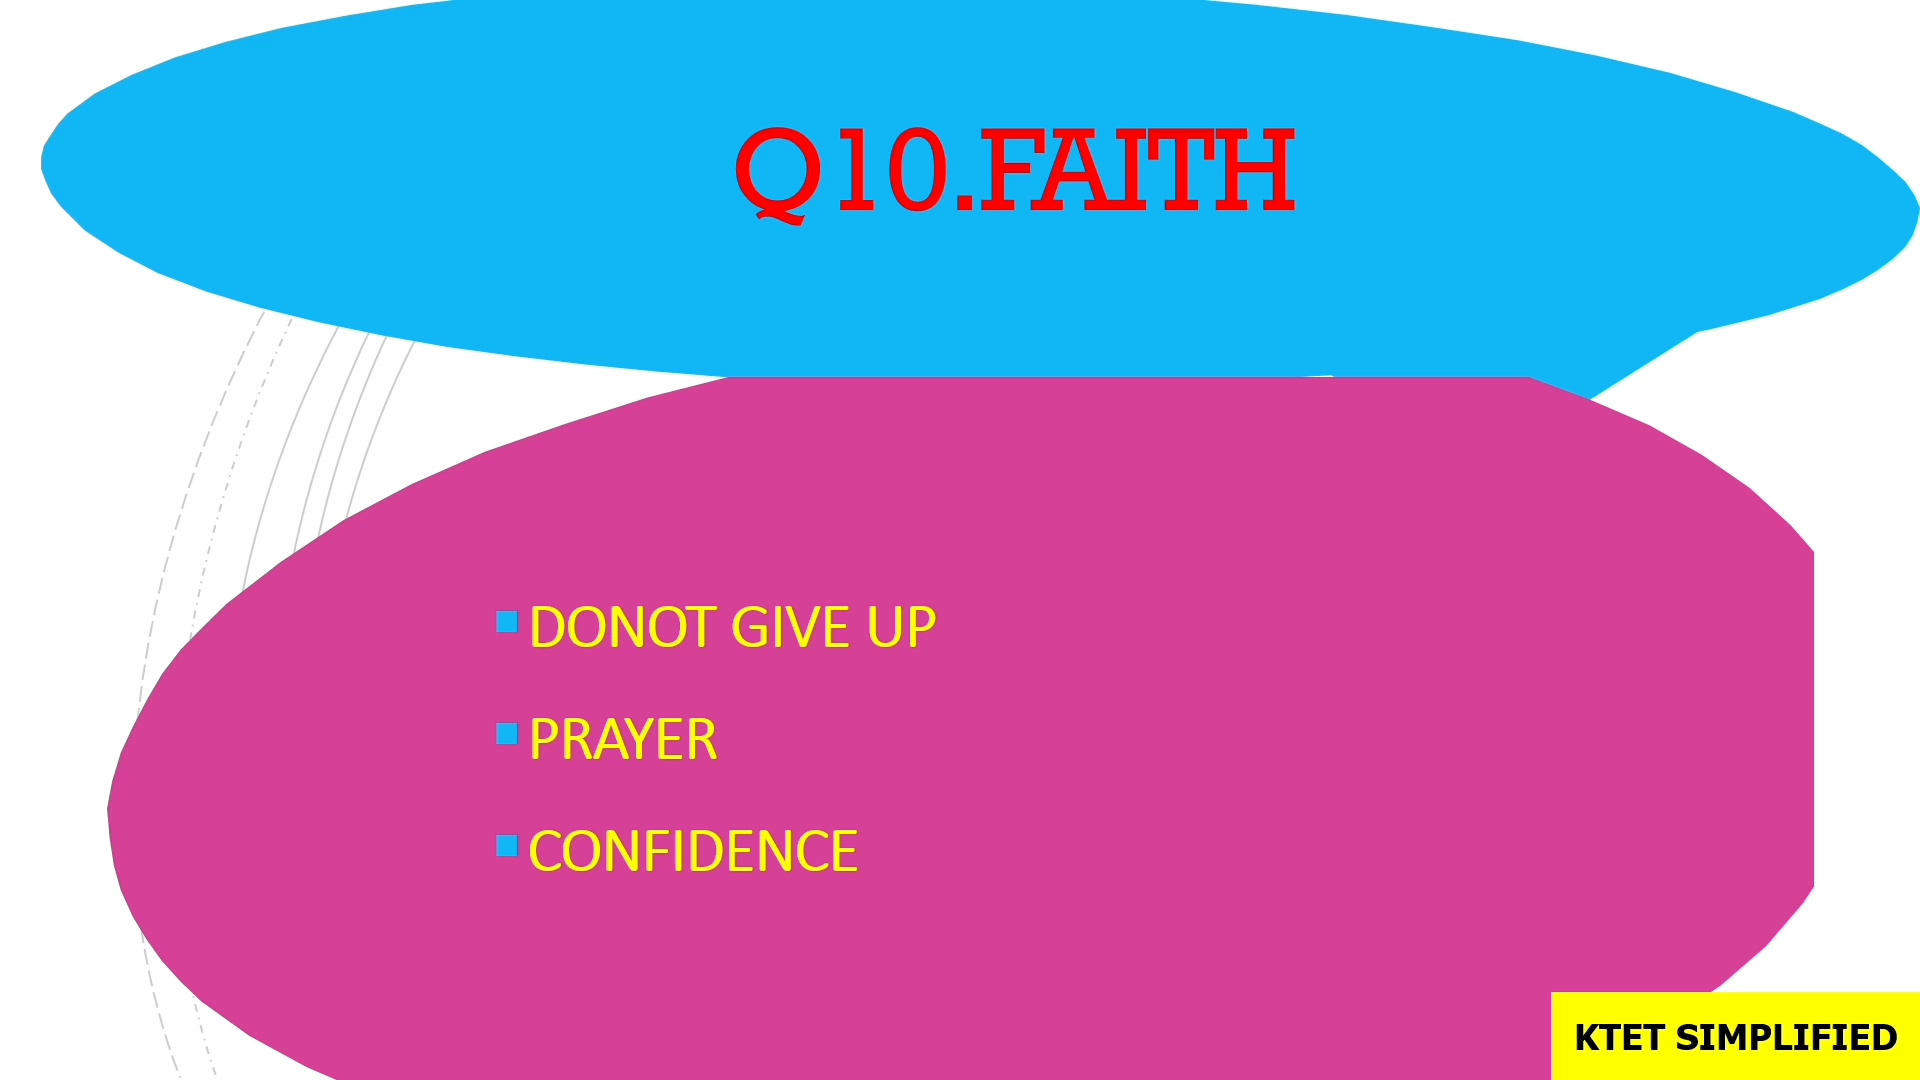 Q10.FAITH
DONOT GIVE UP
PRAYER
CONFIDENCE
KTET SIMPLIFIED